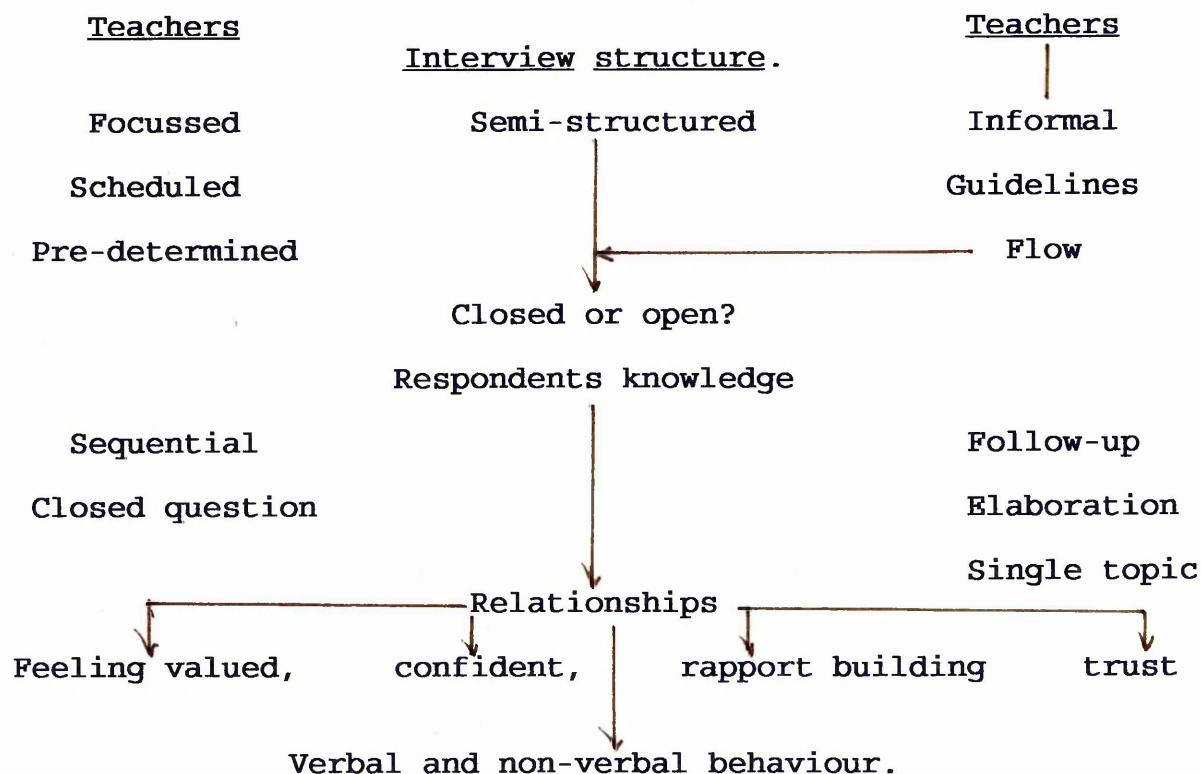 Teachers
Teachers
Interview structure.
Focussed Semi-structured Informal
Scheduled Guidelines
Pre-determined Flow
Closed or open?
Respondents knowledge
Sequential Follow-up
Closed question Elaboration
Single topic
Relationships
Feeling valued, confident, rapport building trust
Verbal and non-verbal behaviour.